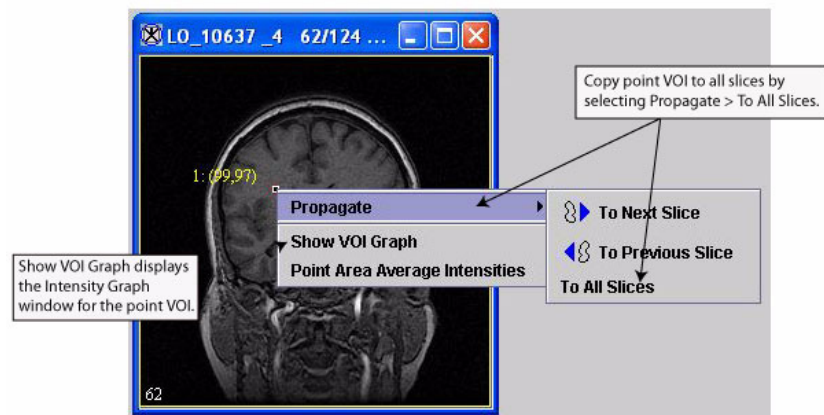 LO_10637 _4 62/124 ...
Copy point VOI to all slices by
selecting Propagate > To All Slices.
1: (99,97)
Propagate
To Next Slice
Show VOI Graph
To Previous Slice
Point Area Average Intensities
To All Slices
Show VOI Graph displays
the Intensity Graph
window for the point VOI.
62